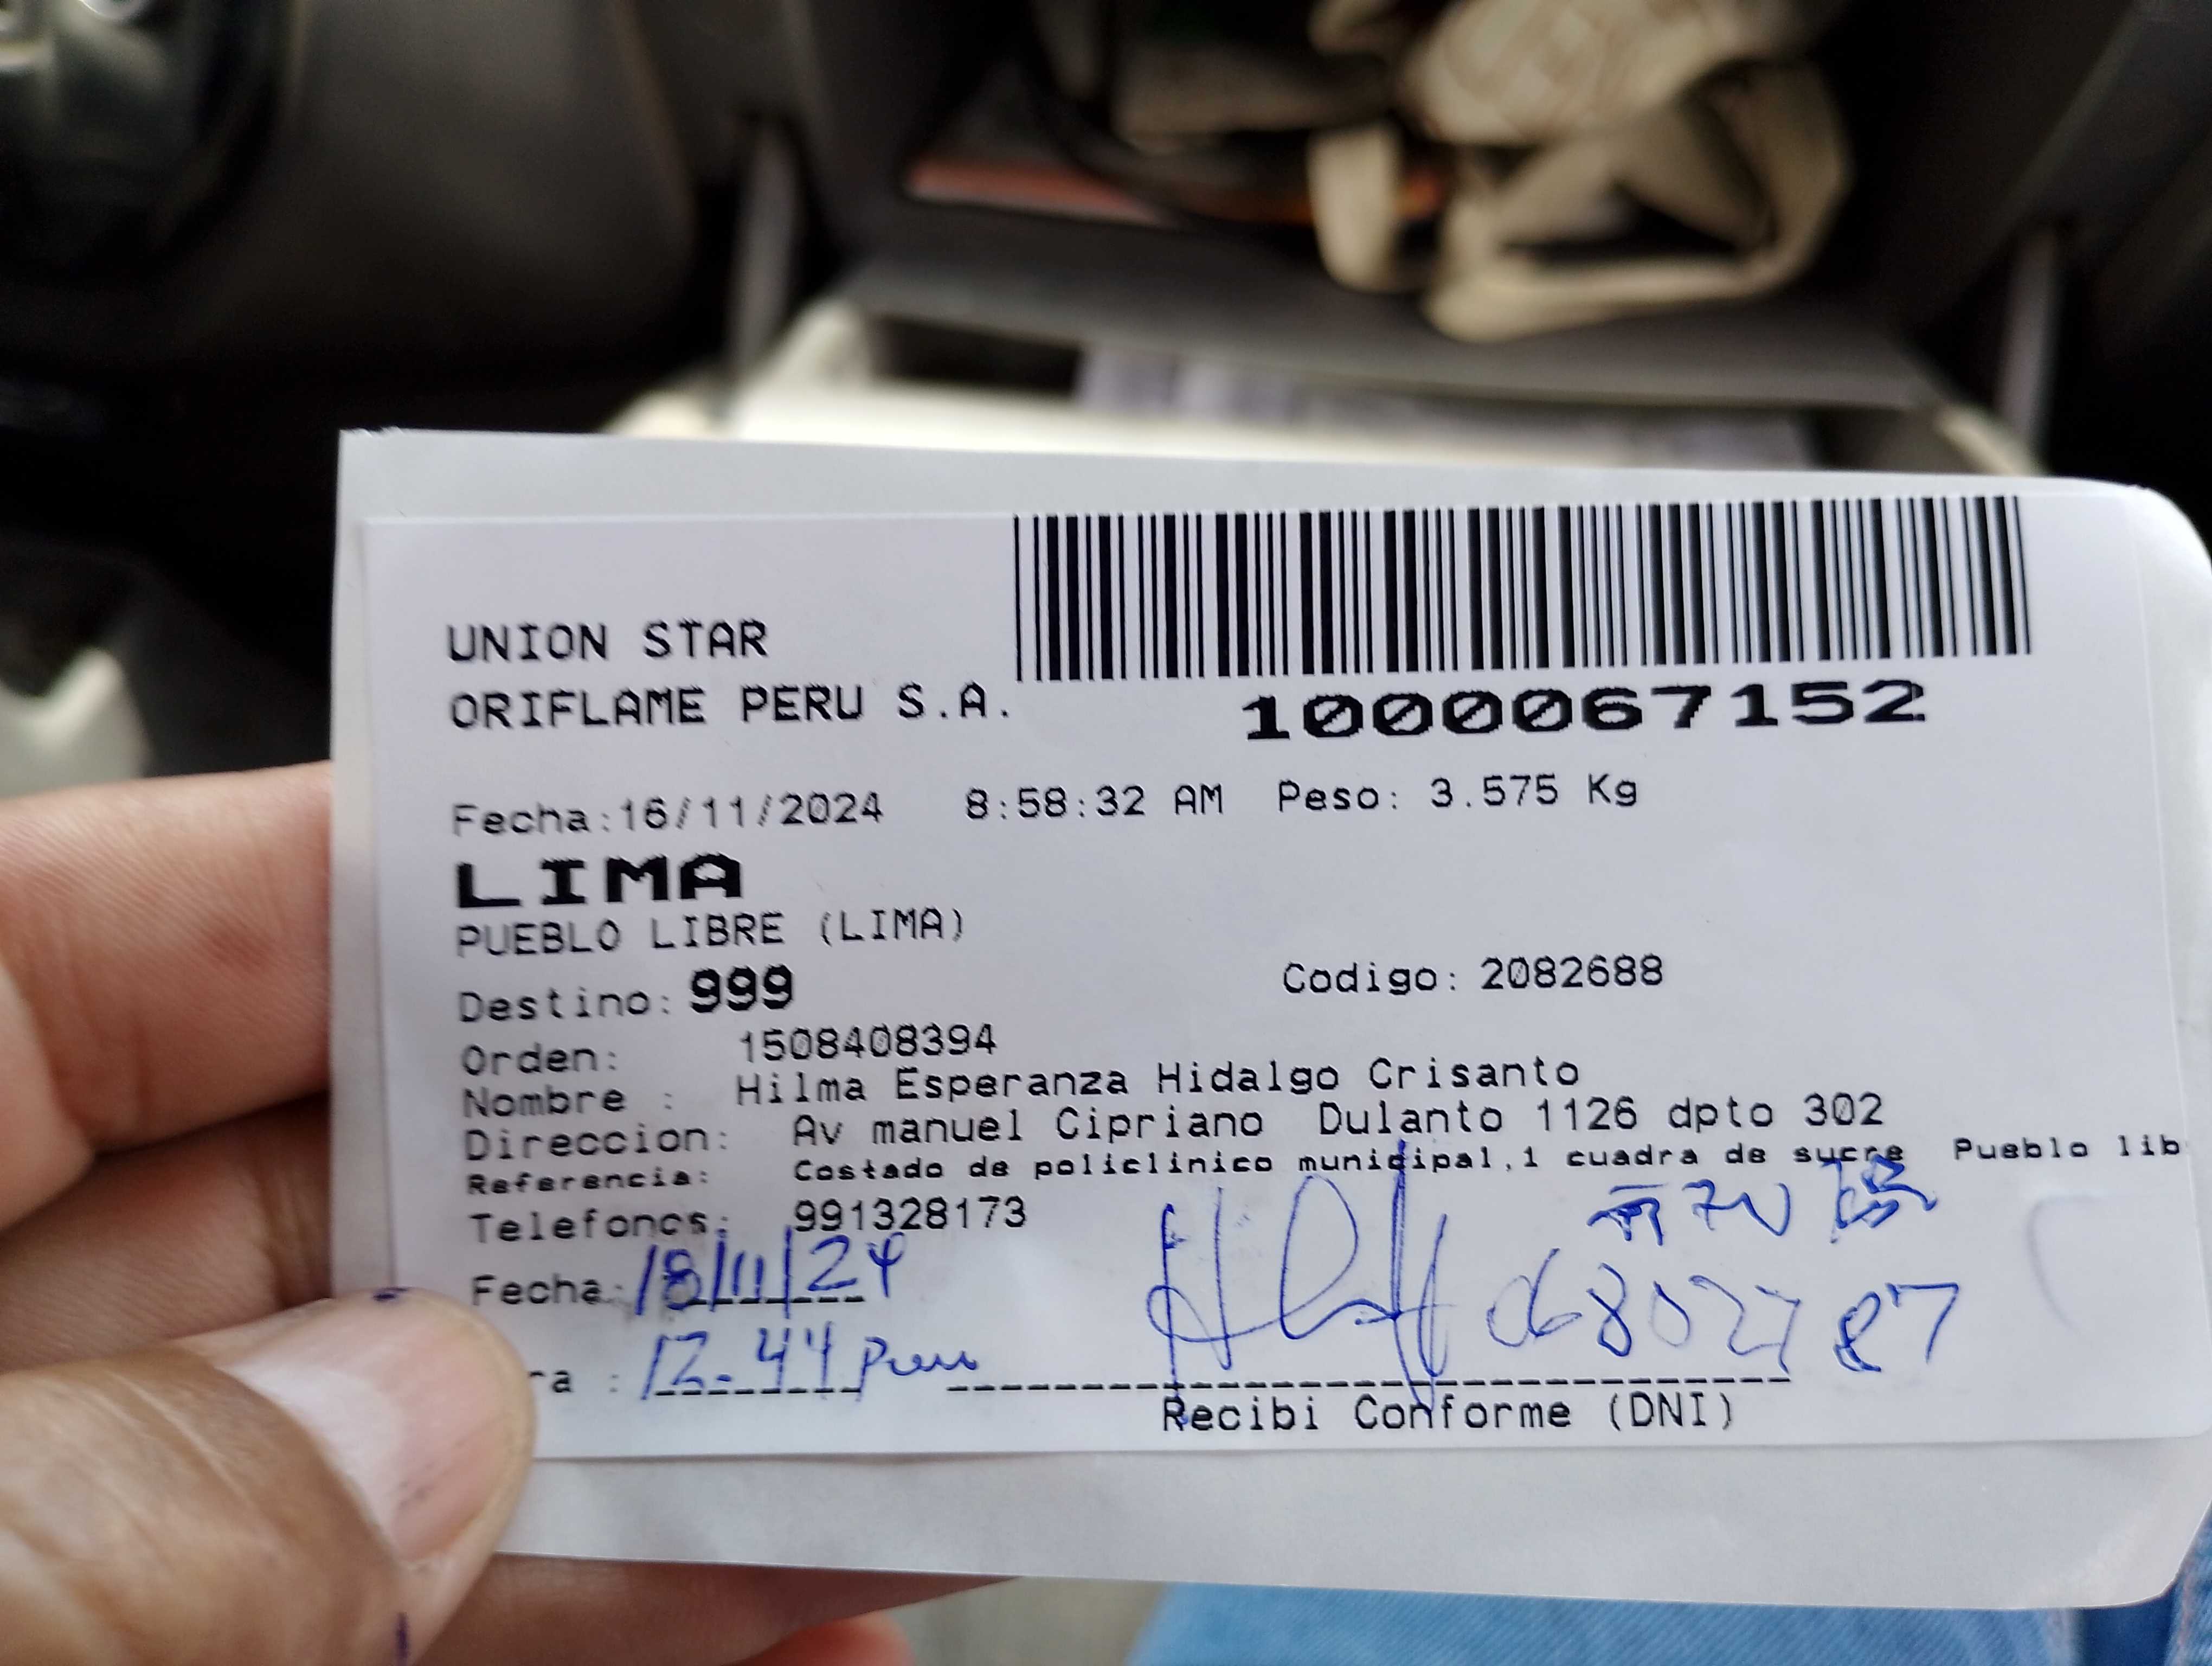 UNION STAR
ORIFLAME PERU S.A.
1000067152
Fecha:16/11/2024 8:58:32 AM Peso: 3.575 Kg
LIMA
PUEBLO LIBRE (LIMA)
Destino: 999 Codigo: 2082688
Orden: 1508408394
Nombre : Hilma Esperanza Hidalgo Crisanto
Direccion: Av manuel Cipriano Dulanto 1126 dpto 302
Referencia: Costado de policlinico municipal,1 cuadra de sucre Pueblo lib
Telefonos: 991328173
Fecha: 18/11/24
ra : 12-44 pm
Recibi Conforme (DNI)